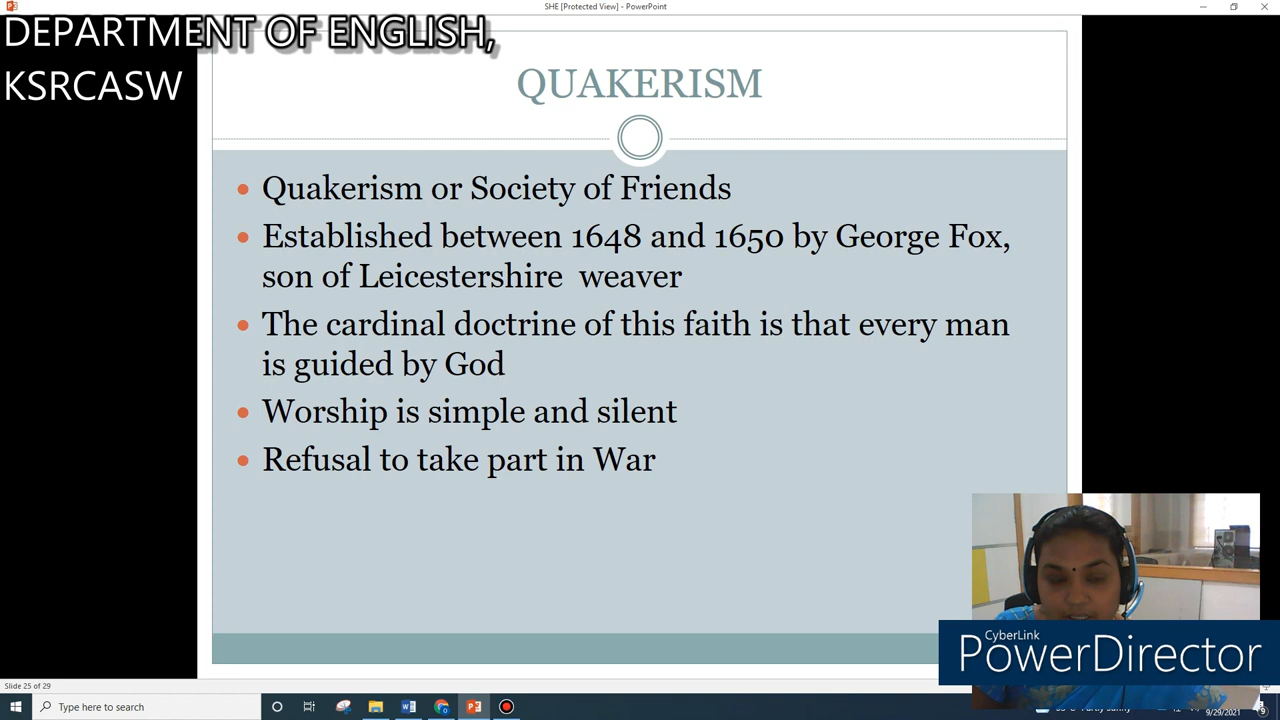 SHE [Protected View] - PowerPoint
DEPARTMENT OF ENGLISH,
KSRCASW
QUAKERISM
Quakerism or Society of Friends
Established between 1648 and 1650 by George Fox,
son of Leicestershire weaver
The cardinal doctrine of this faith is that every man
is guided by God
Worship is simple and silent
Refusal to take part in War
CyberLink
PowerDirector
Slide 25 of 29
Type here to search
9/29/2021